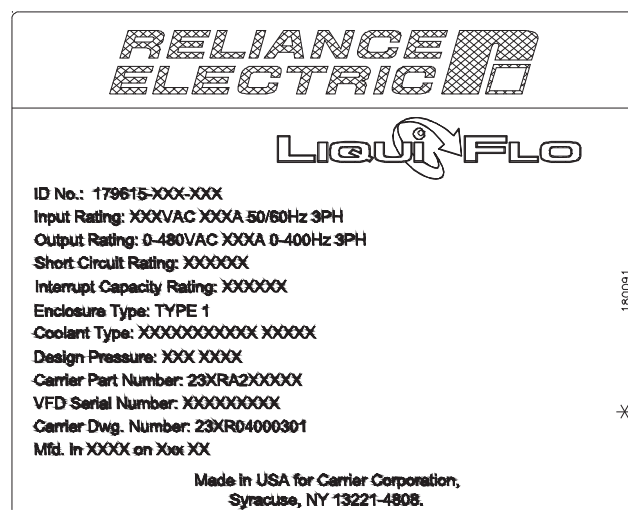 RELIANCE
ELECTRIC
LIQUIFLO
ID No.: 179615-XXX-XXX
Input Rating: XXXVAC XXXA 50/60Hz 3PH
Output Rating: 0-480VAC XXXA 0-400Hz 3PH
Short Circuit Rating: XXXXXX
Interrupt Capacity Rating: XXXXXX
Enclosure Type: TYPE 1
Coolant Type: XXXXXXXXXXX XXXXX
Design Pressure: XXX XXXX
Carrier Part Number: 23XRA2XXXXX
VFD Serial Number: XXXXXXXXX
Carrier Dwg. Number: 23XR04000301
Mfd. In XXXX on Xxx XX
Made in USA for Carrier Corporation,
Syracuse, NY 13221-4808.
180091